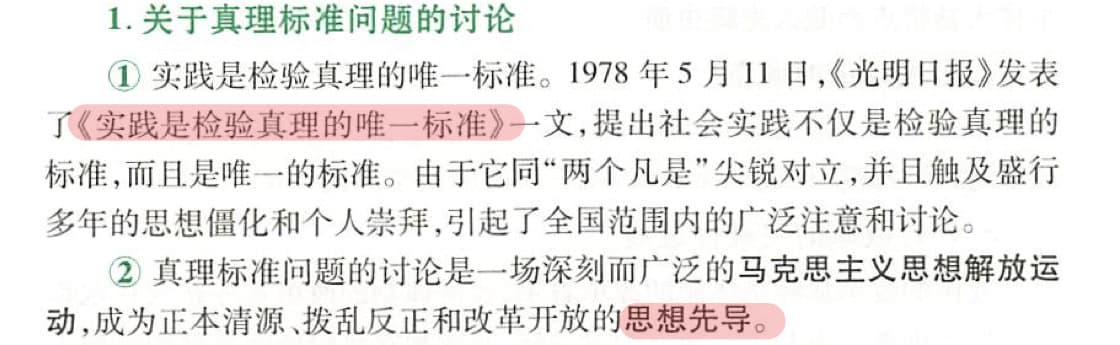 1. 关于真理标准问题的讨论
① 实践是检验真理的唯一标准。1978 年 5 月 11 日,《光明日报》发表
了《实践是检验真理的唯一标准》一文,提出社会实践不仅是检验真理的
标准,而且是唯一的标准。由于它同“两个凡是”尖锐对立,并且触及盛行
多年的思想僵化和个人崇拜,引起了全国范围内的广泛注意和讨论。
② 真理标准问题的讨论是一场深刻而广泛的马克思主义思想解放运
动,成为正本清源、拨乱反正和改革开放的思想先导。